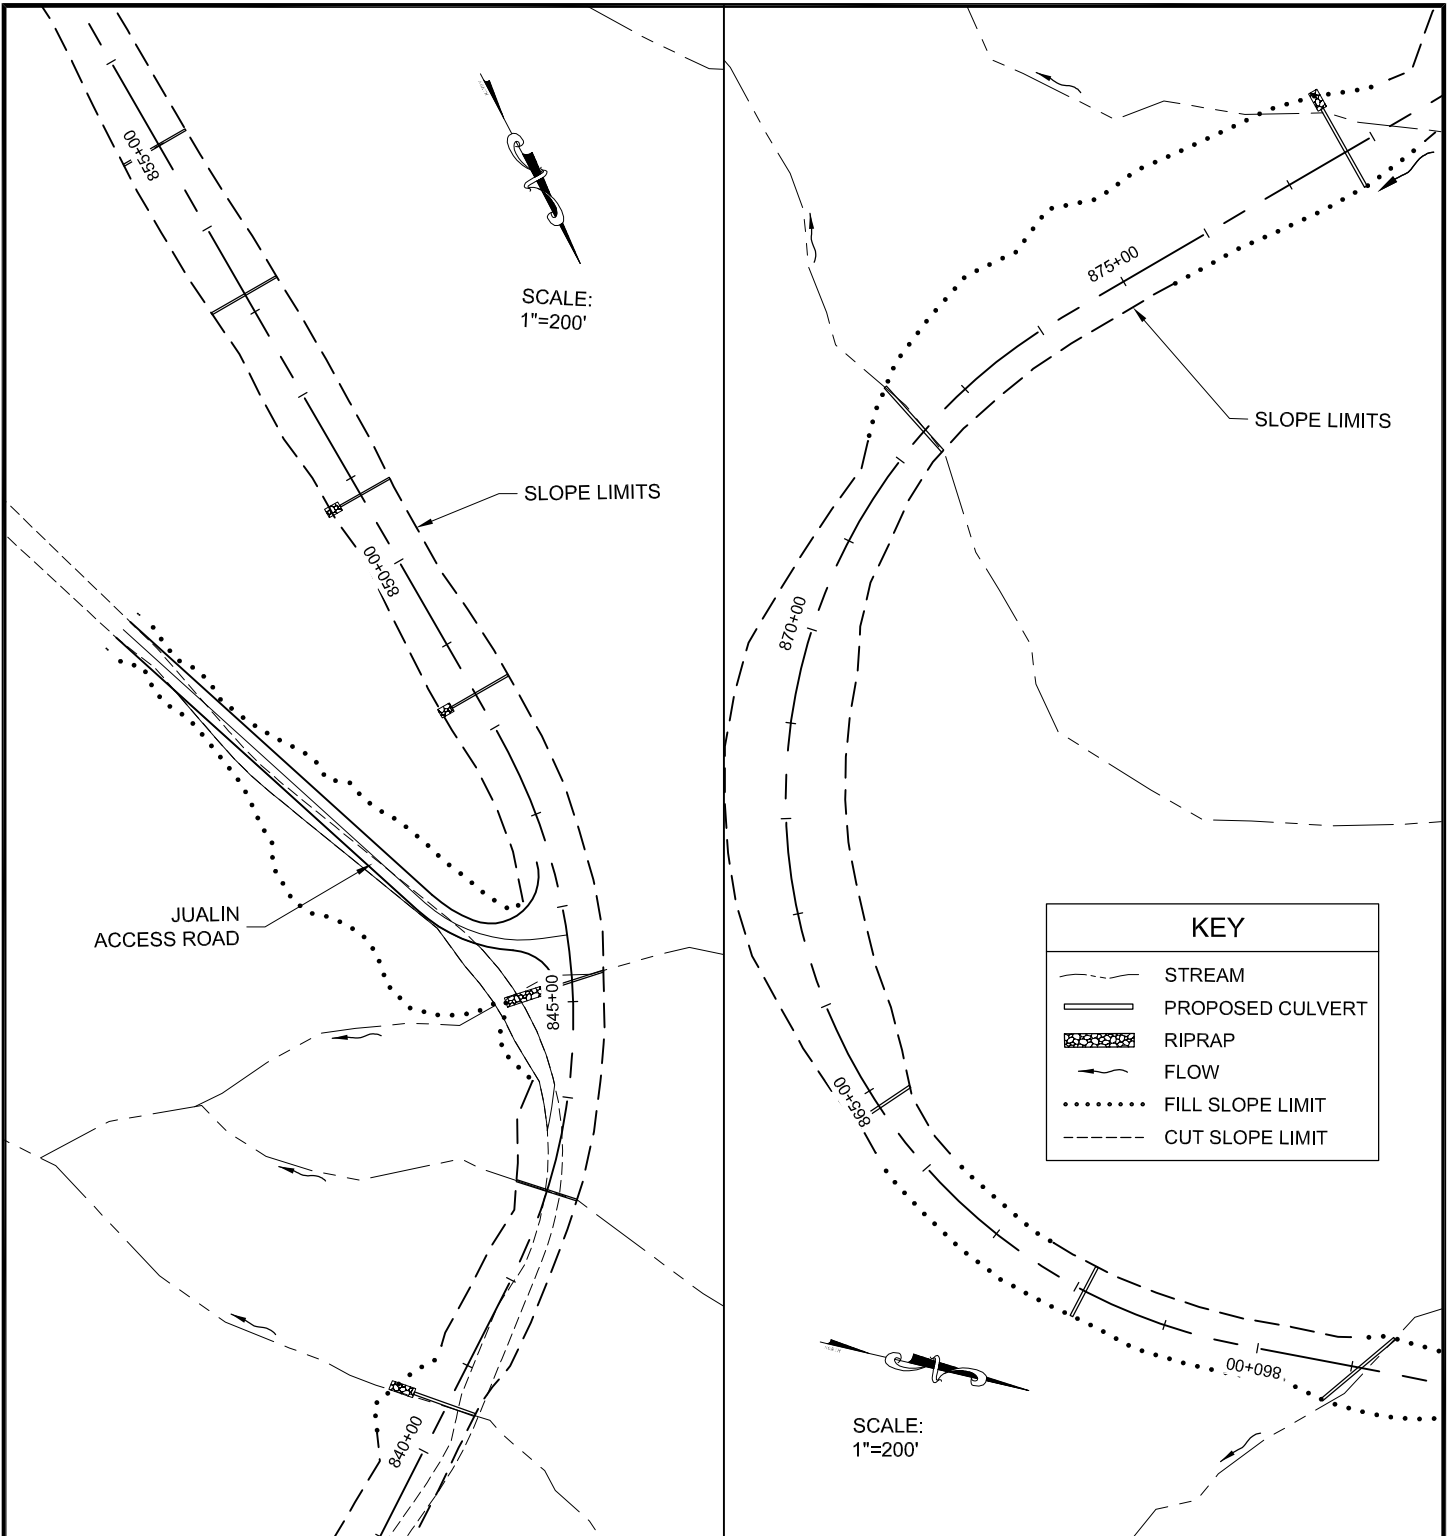 855+00
SCALE:
1"=200'
SLOPE LIMITS
850+00
JUALIN
ACCESS ROAD
845+00
840+00
875+00
SLOPE LIMITS
870+00
865+00
860+00
SCALE:
1"=200'
KEY
STREAM
PROPOSED CULVERT
RIPRAP
FLOW
FILL SLOPE LIMIT
CUT SLOPE LIMIT